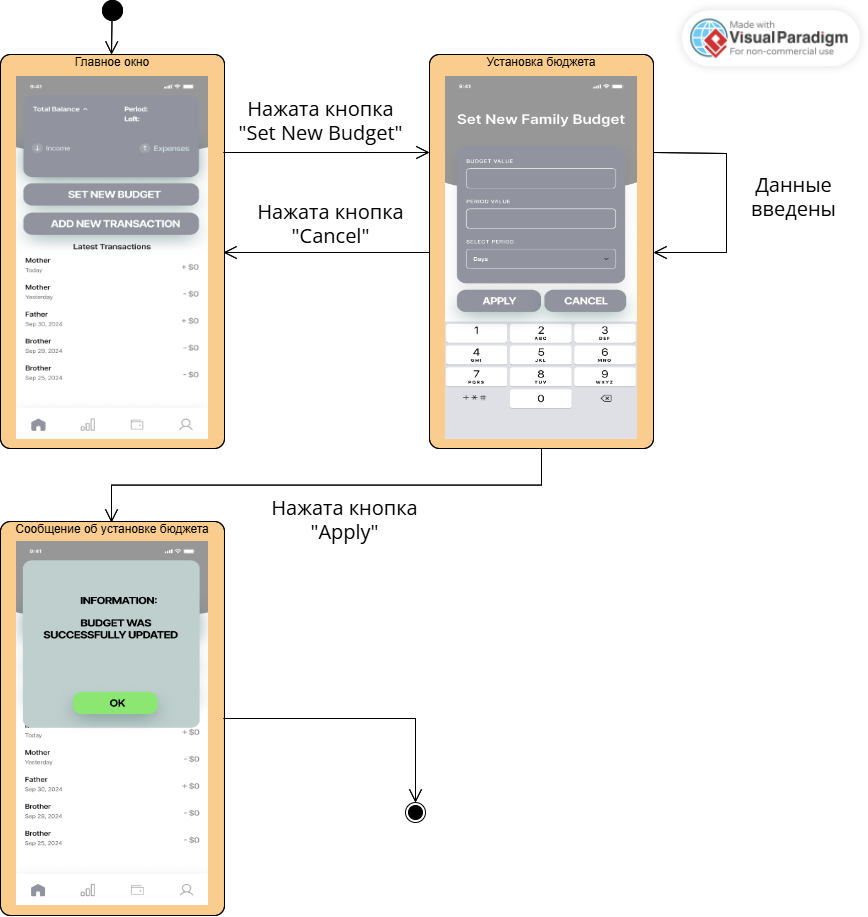 Made with
VisualParadigm
For non-commercial use
Главное окно
9:41
Total Balance
Period:
Left:
Income
Expenses
SET NEW BUDGET
ADD NEW TRANSACTION
Latest Transactions
Mother
Today
+ $0
Mother
Yesterday
- $0
Father
Sep 30, 2024
+ $0
Brother
Sep 29, 2024
- $0
Brother
Sep 25, 2024
- $0
Нажата кнопка
"Set New Budget"
Нажата кнопка
"Cancel"
Установка бюджета
9:41
Set New Family Budget
BUDGET VALUE
PERIOD VALUE
SELECT PERIOD
Days
APPLY
CANCEL
1
2
ABC
3
DEF
4
GHI
5
JKL
6
MNO
7
PQRS
8
TUV
9
WXYZ
+ * #
0
Данные
введены
Нажата кнопка
"Apply"
Сообщение об установке бюджета
9:41
INFORMATION:
BUDGET WAS
SUCCESSFULLY UPDATED
OK
Today
+ $0
Mother
Yesterday
- $0
Father
Sep 30, 2024
+ $0
Brother
Sep 29, 2024
- $0
Brother
Sep 25, 2024
- $0